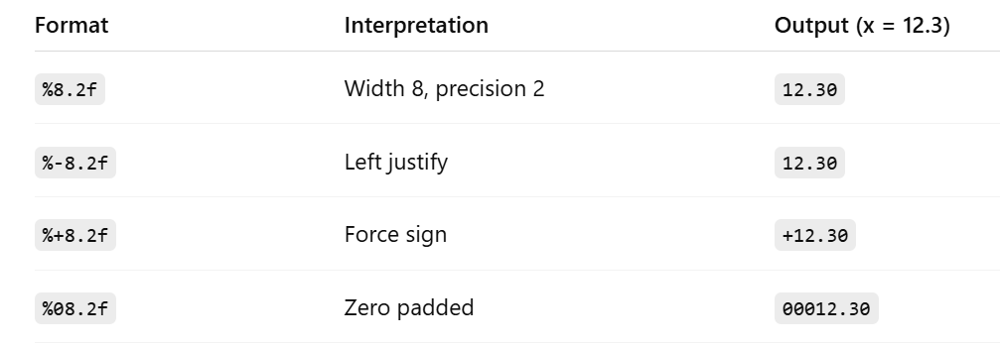 Format Interpretation Output (x = 12.3)
%8.2f Width 8, precision 2 12.30
%-8.2f Left justify 12.30
%+8.2f Force sign +12.30
%08.2f Zero padded 00012.30